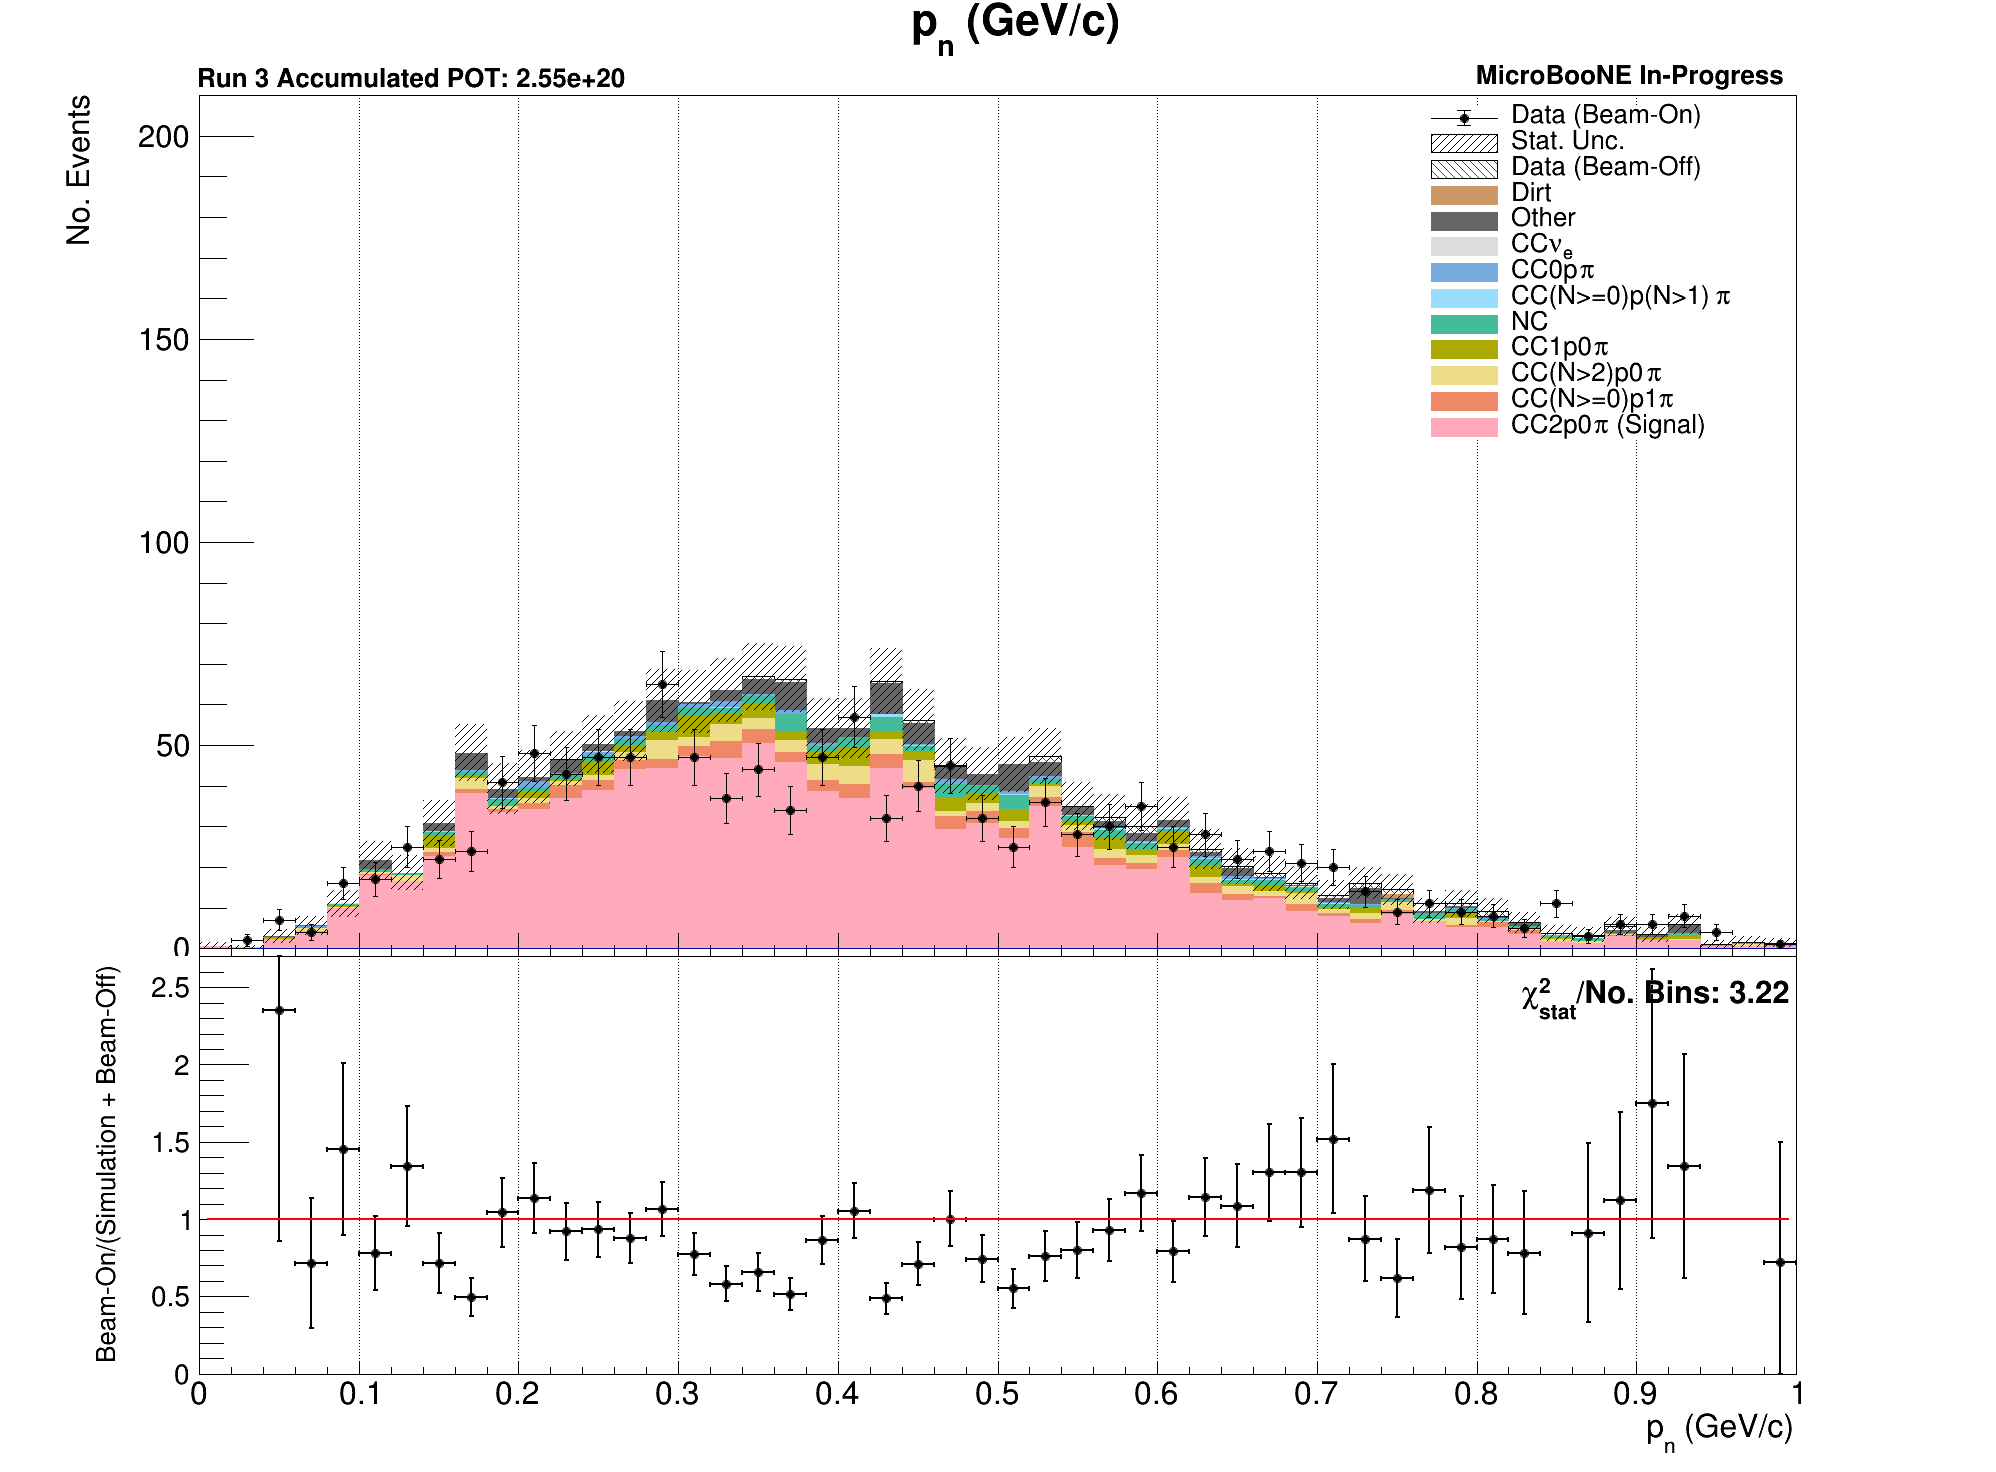 p_n (GeV/c)
Run 3 Accumulated POT: 2.55e+20
MicroBooNE In-Progress
No. Events
200
150
100
50
0
Data (Beam-On)
Stat. Unc.
Data (Beam-Off)
Dirt
Other
CCν_e
CC0pπ
CC(N>=0)p(N>1) π
NC
CC1p0π
CC(N>2)p0π
CC(N>=0)p1π
CC2p0π (Signal)
Beam-On/(Simulation + Beam-Off)
χ²_stat/No. Bins: 3.22
2.5
2
1.5
1
0.5
0
0 0.1 0.2 0.3 0.4 0.5 0.6 0.7 0.8 0.9 1
p_n (GeV/c)